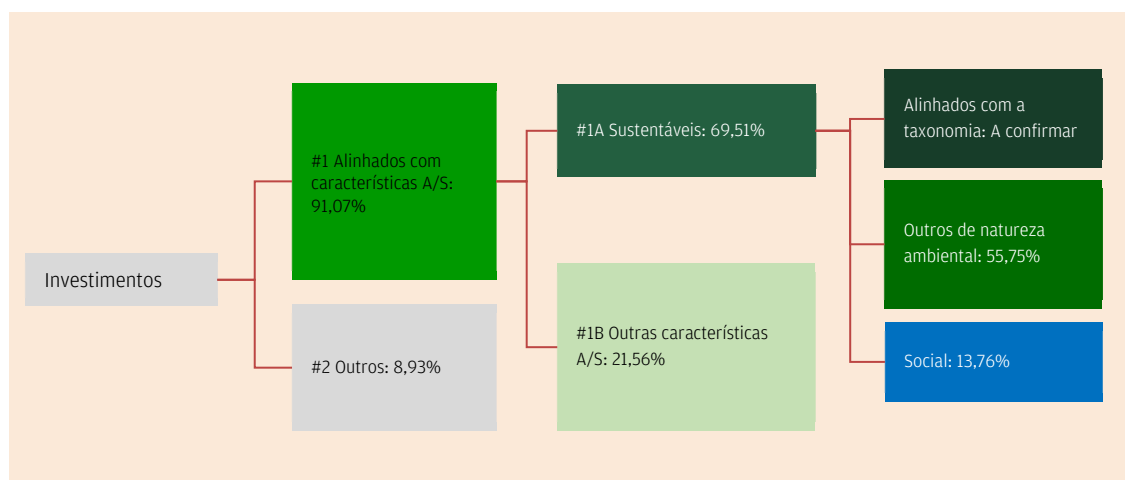 Investimentos
#1 Alinhados com
características A/S:
91,07%
#2 Outros: 8,93%
#1A Sustentáveis: 69,51%
#1B Outras características
A/S: 21,56%
Alinhados com a
taxonomia: A confirmar
Outros de natureza
ambiental: 55,75%
Social: 13,76%